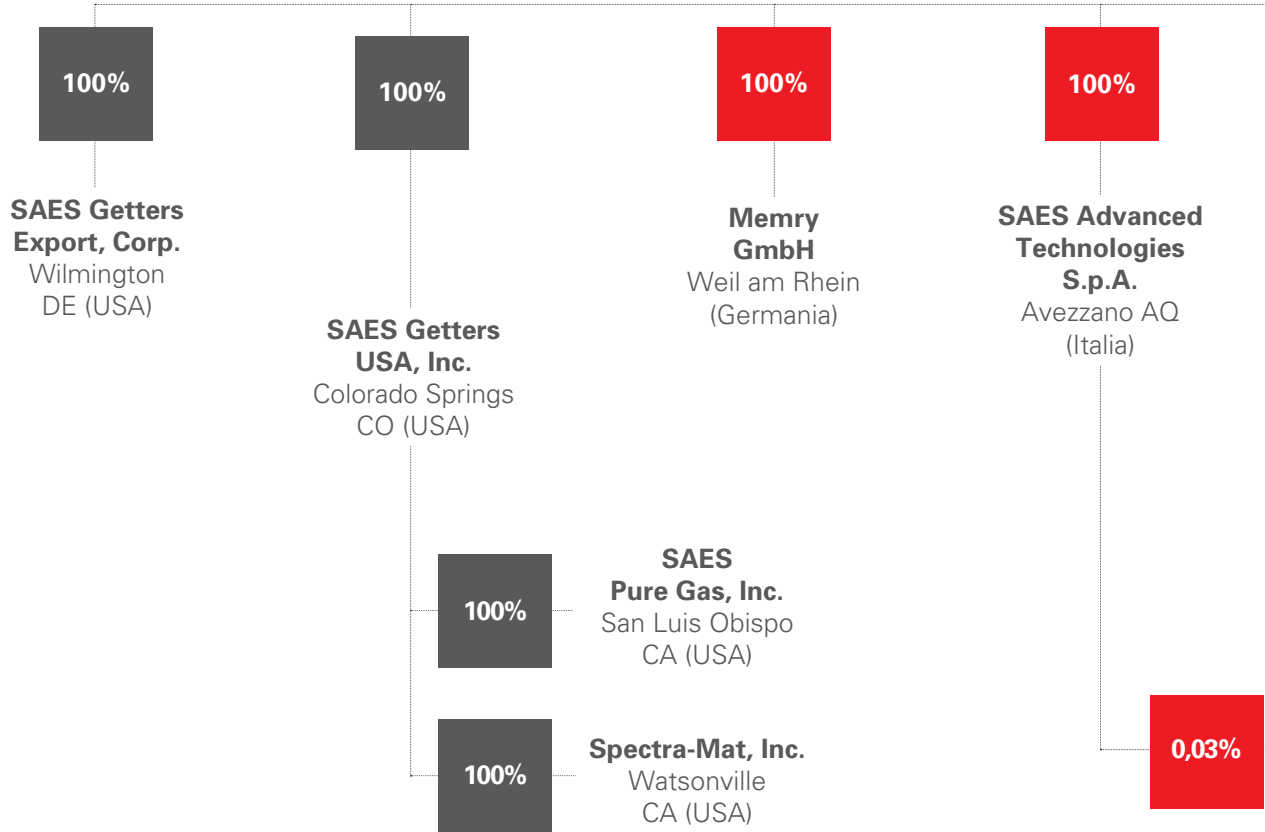 100%
SAES Getters
Export, Corp.
Wilmington
DE (USA)
100%
SAES Getters
USA, Inc.
Colorado Springs
CO (USA)
100%
SAES
Pure Gas, Inc.
San Luis Obispo
CA (USA)
100%
Spectra-Mat, Inc.
Watsonville
CA (USA)
100%
Memry
GmbH
Weil am Rhein
(Germania)
100%
SAES Advanced
Technologies
S.p.A.
Avezzano AQ
(Italia)
0,03%